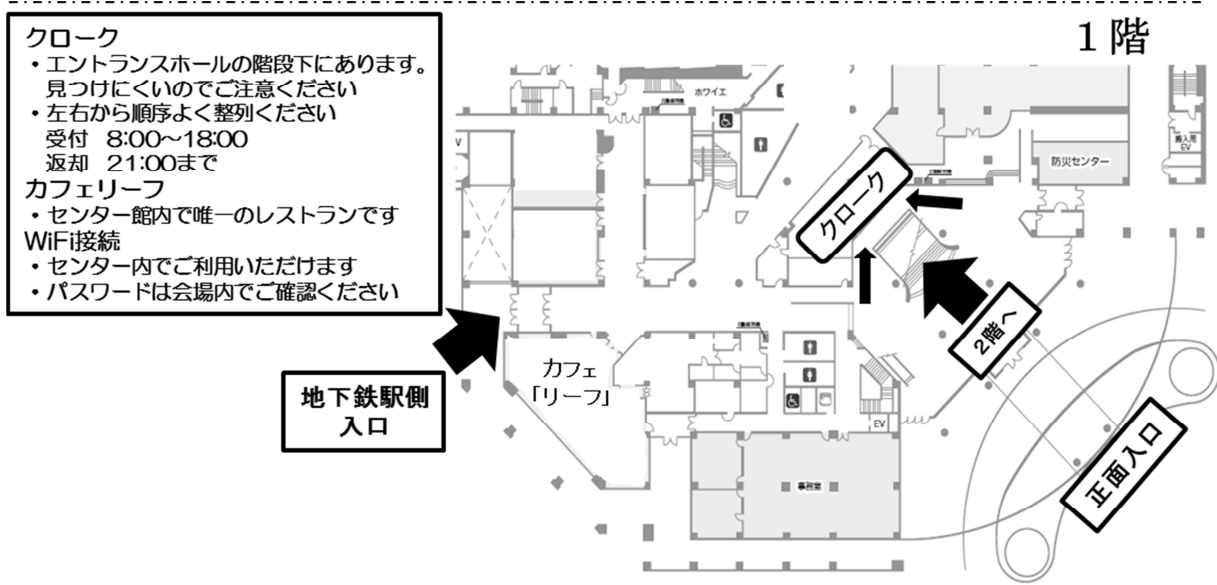 1階
クローク
・エントランスホールの階段下にあります。
見つけにくいのでご注意ください
・左右から順序よく整列ください
受付 8:00~18:00
返却 21:00まで
カフェリーフ
・センター館内で唯一のレストランです
WiFi接続
・センター内でご利用いただけます
・パスワードは会場内でご確認ください
ホワイエ
搬入用
EV
防災センター
クローク
2階へ
カフェ
「リーフ」
地下鉄駅側
入口
EV
正面入口
事務室